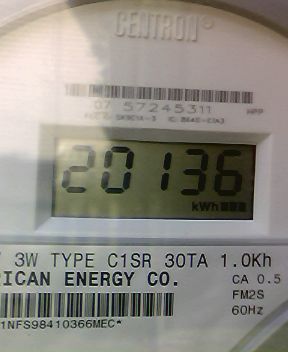 CENTRON®
07 57245311
20136
kWh
3W TYPE C1SR 30TA 1.0Kh
RICAN ENERGY CO.
CA 0.5
FM2S
60Hz
1NFS98410366MEC*